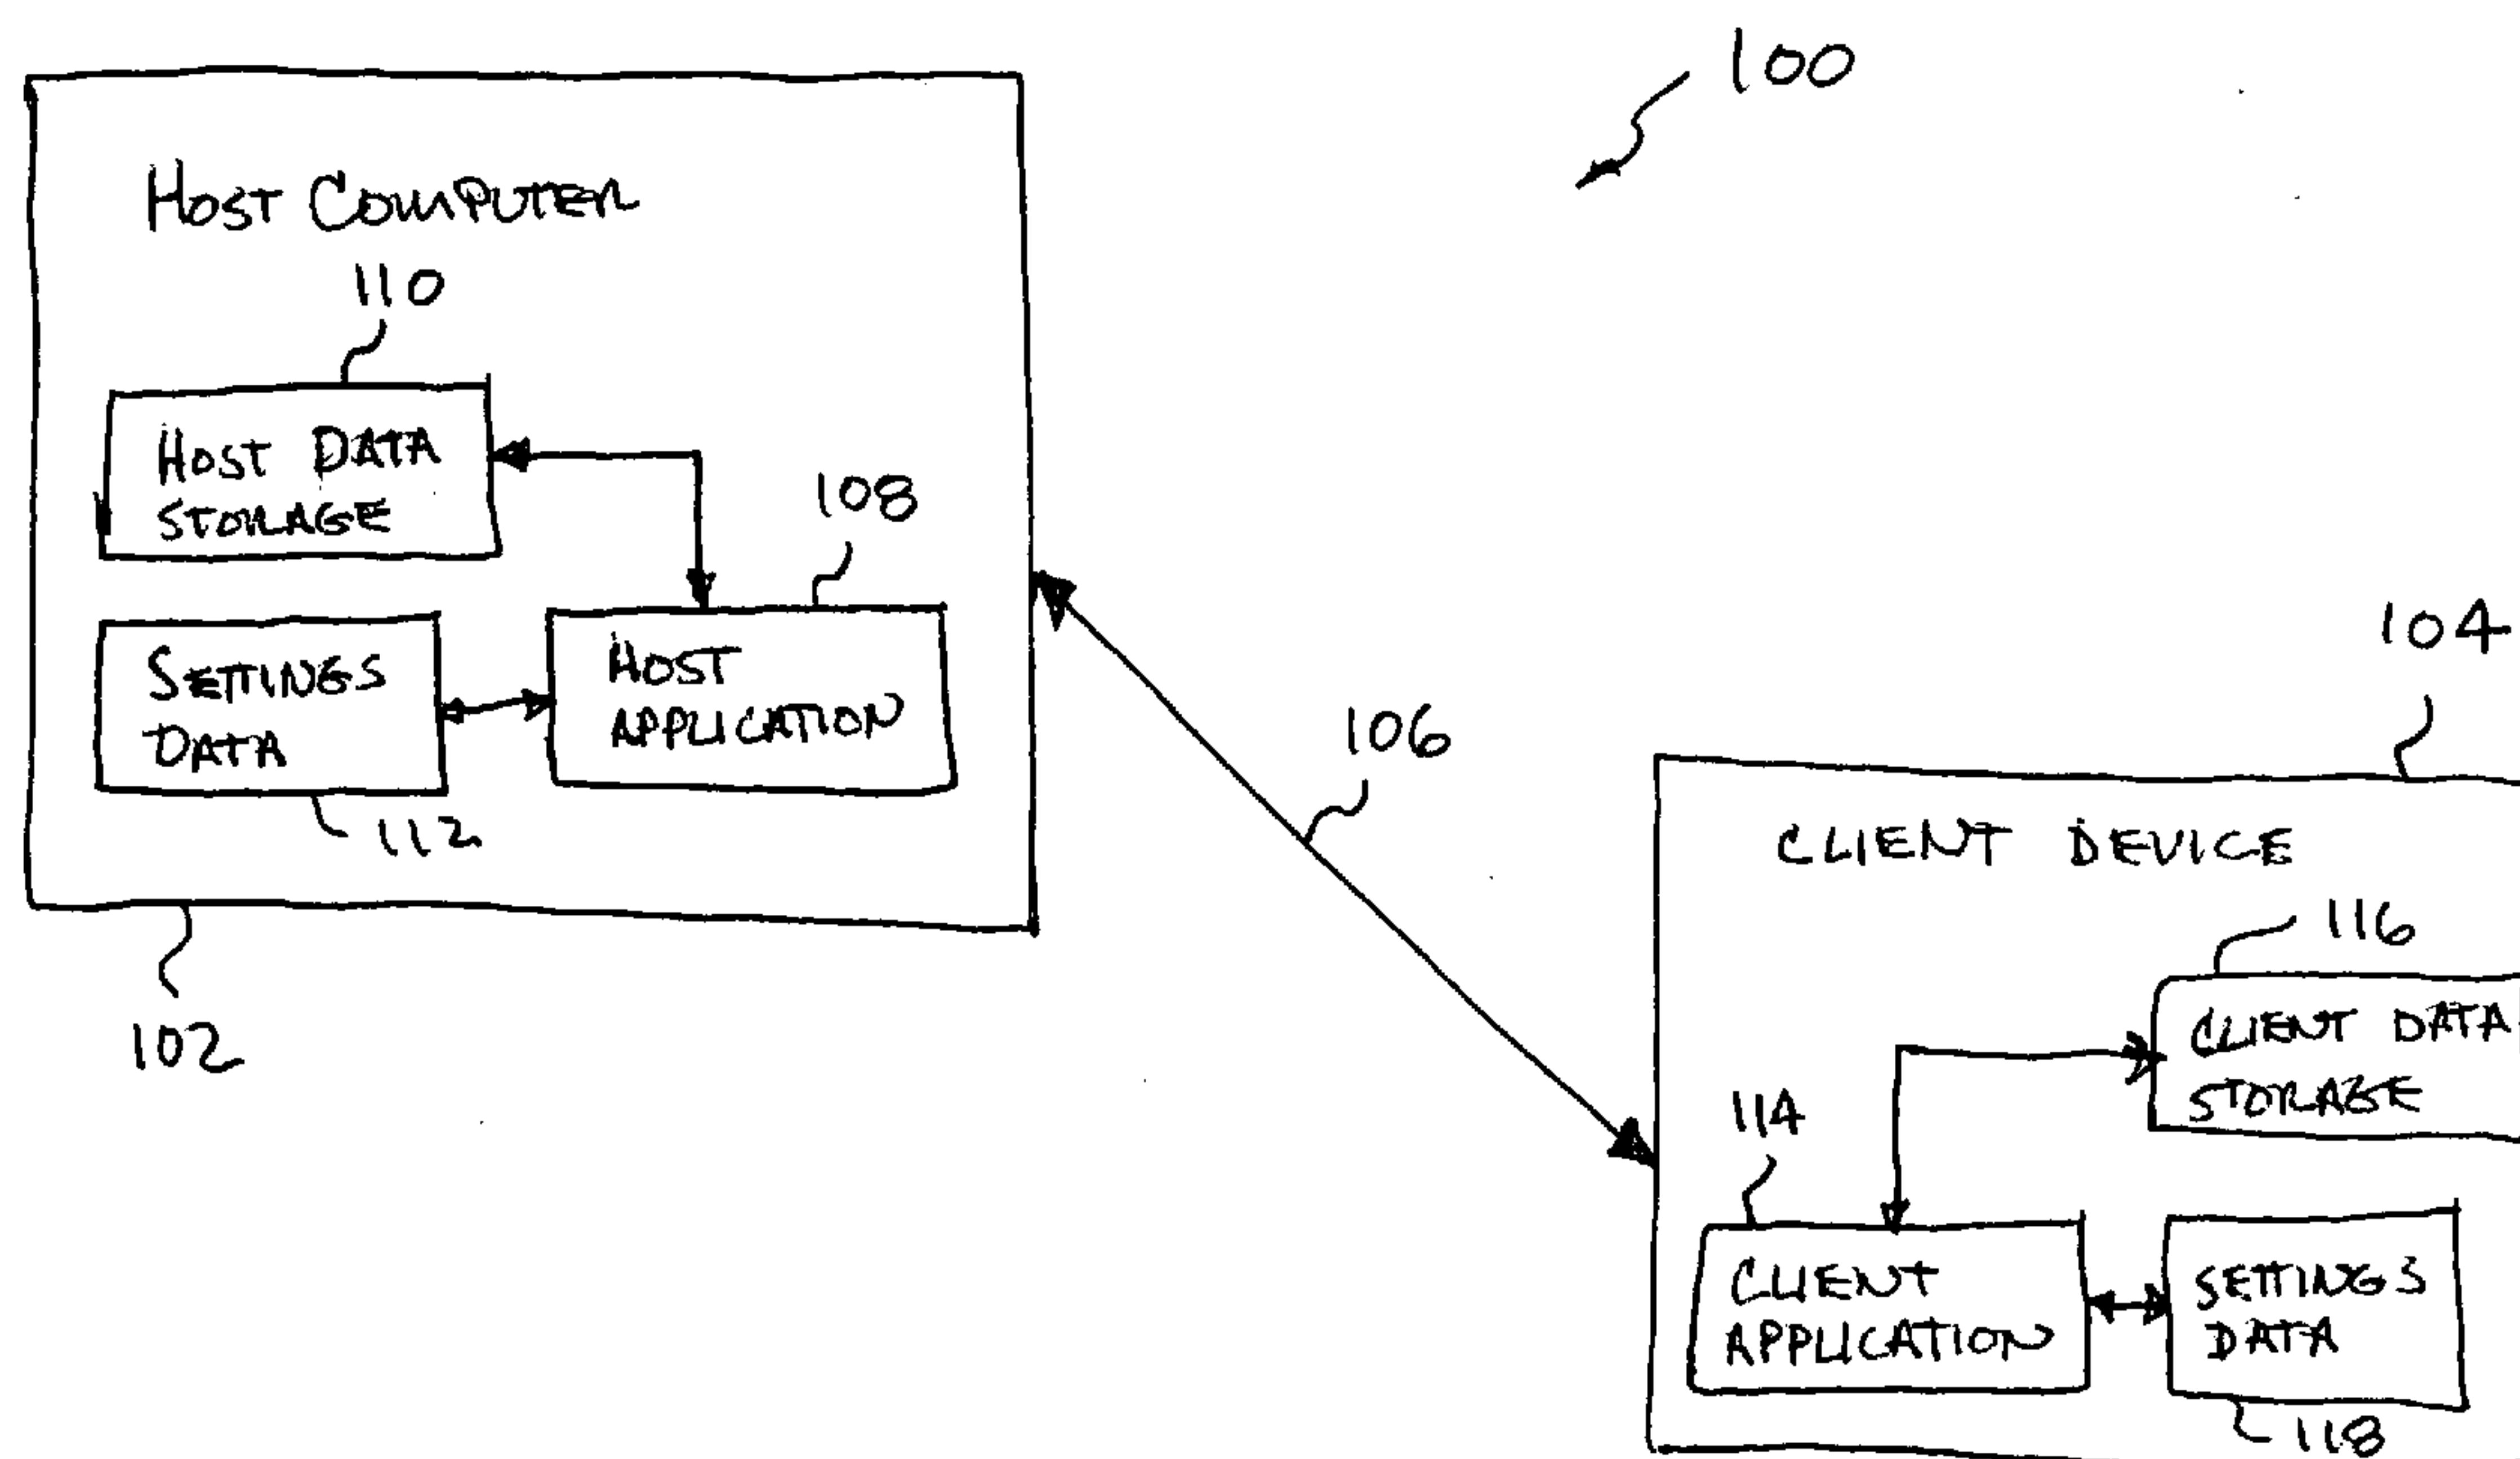 100
Host Computer
110
Host Data
Storage
108
Settings
Data
Host
Application
112
102
106
104
Client Device
116
Client Data
Storage
114
Client
Application
Settings
Data
118